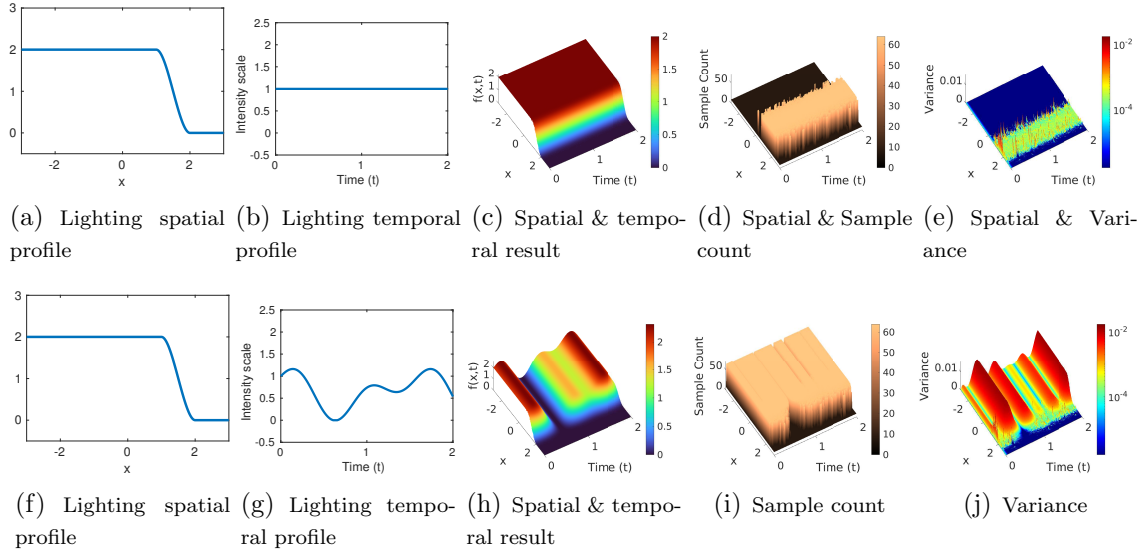 3
2
1
0
-2
0
2
x
2.5
2
1.5
1
0.5
0
-0.5
0
1
2
Intensity scale
Time (t)
2
1
0
f(x,t)
-2
0
2
x
0
1
2
Time (t)
2
1.5
1
0.5
0
50
0
Sample Count
-2
0
2
x
0
1
2
Time (t)
60
50
40
30
20
10
0
0.01
0
Variance
-2
0
2
x
0
1
2
Time (t)
10-2
10-4
(a) Lighting spatial
profile
(b) Lighting temporal
profile
(c) Spatial & tempo-
ral result
(d) Spatial & Sample
count
(e) Spatial & Vari-
ance
3
2
1
0
-2
0
2
x
2.5
2
1.5
1
0.5
0
-0.5
0
1
2
Intensity scale
Time (t)
2
1
0
f(x,t)
-2
0
2
x
0
1
2
Time (t)
2
1.5
1
0.5
0
50
0
Sample Count
-2
0
2
x
0
1
2
Time (t)
60
50
40
30
20
10
0
0.01
0
Variance
-2
0
2
x
0
1
2
Time (t)
10-2
10-4
(f) Lighting spatial
profile
(g) Lighting tempo-
ral profile
(h) Spatial & tempo-
ral result
(i) Sample count
(j) Variance